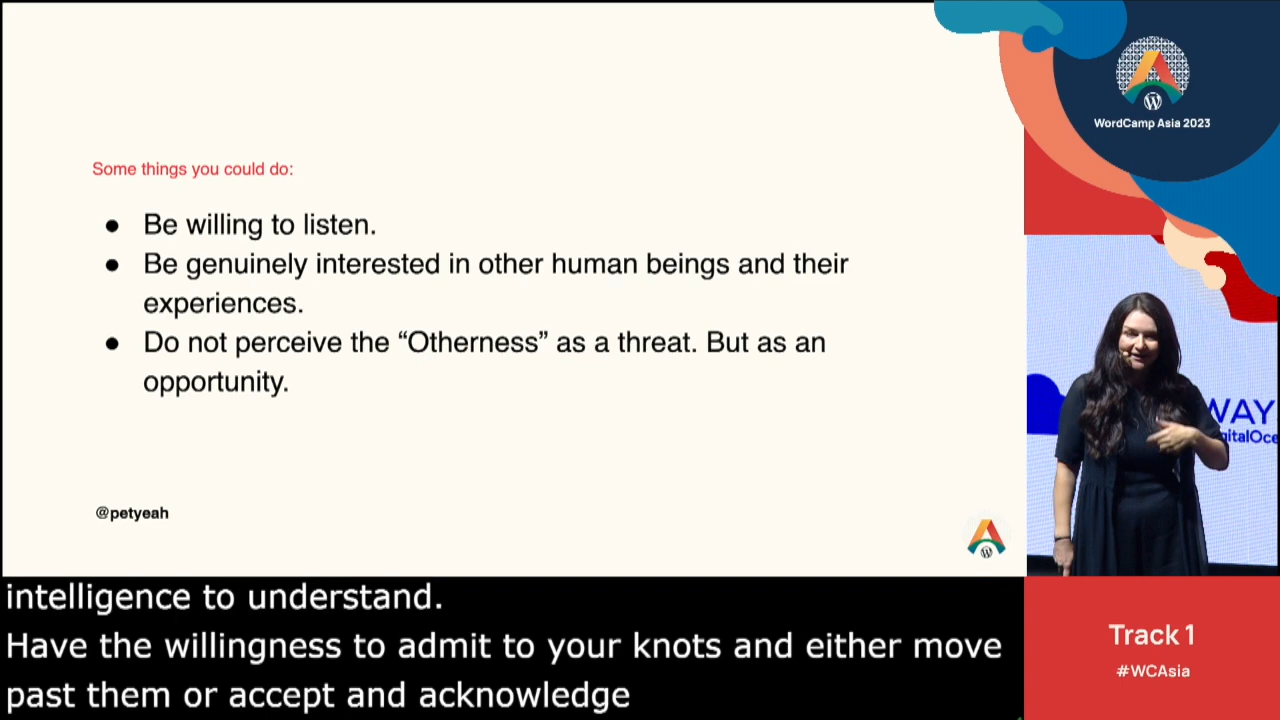 Some things you could do:
● Be willing to listen.
● Be genuinely interested in other human beings and their
experiences.
● Do not perceive the “Otherness” as a threat. But as an
opportunity.
@petyeah
WordCamp Asia 2023
WAY
gitalOce
intelligence to understand.
Have the willingness to admit to your knots and either move
past them or accept and acknowledge
Track 1
#WCAsia